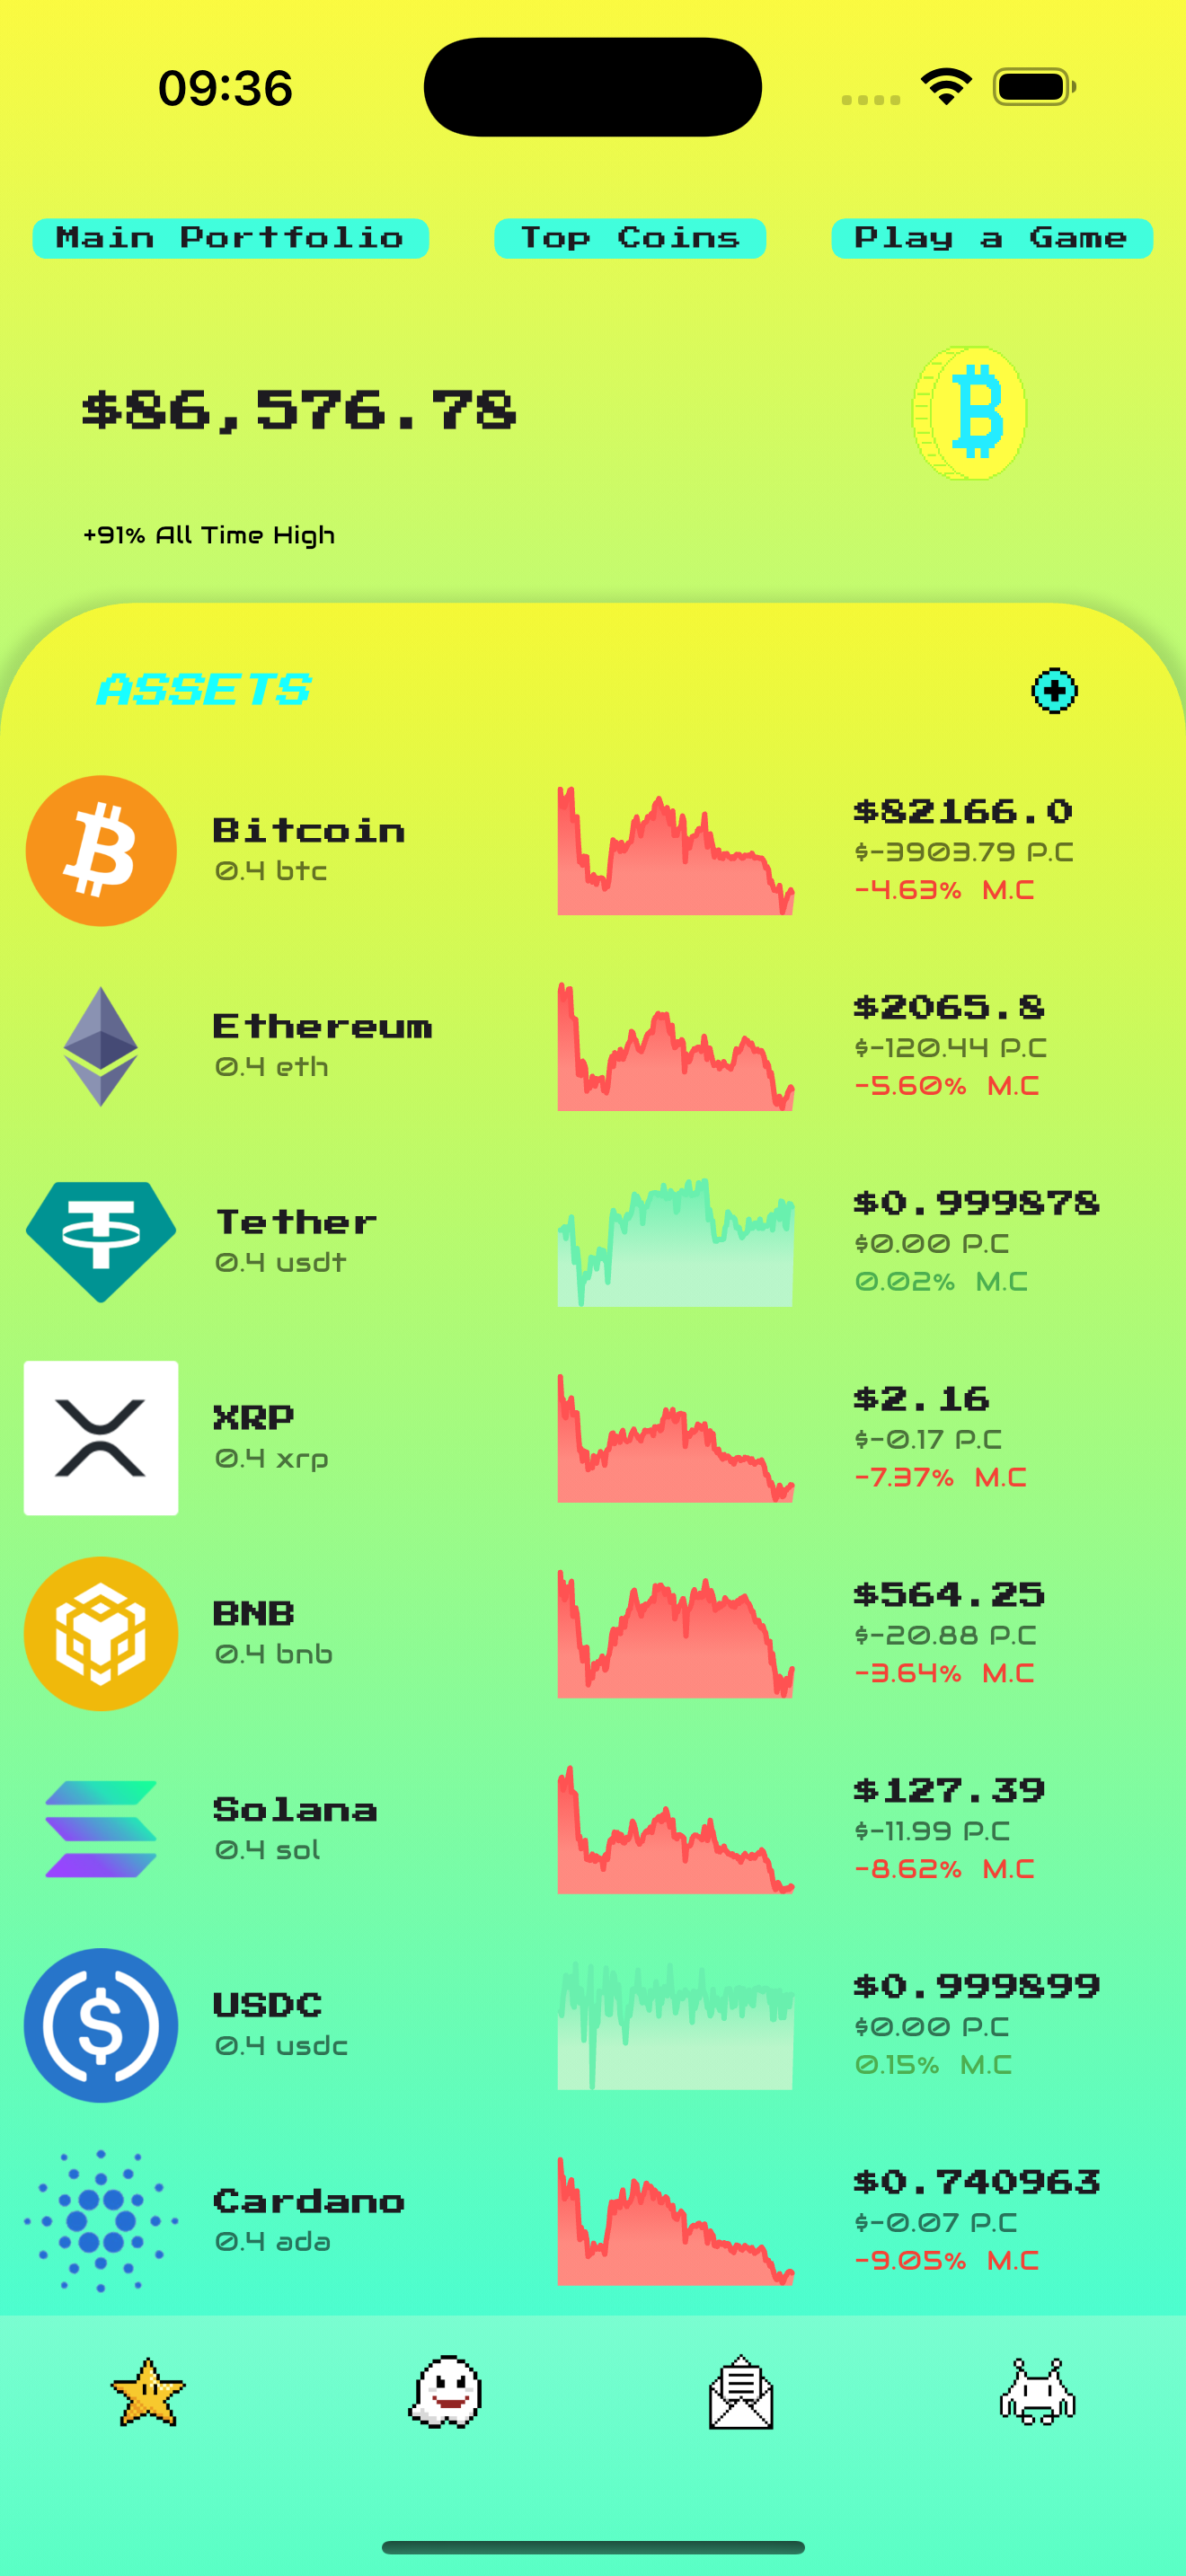 09:36
Main Portfolio
Top Coins
Play a Game
$86,576.78
+91% All Time High
ASSETS
Bitcoin
0.4 btc
$82166.0
$-3903.79 P.C
-4.63% M.C
Ethereum
0.4 eth
$2065.8
$-120.44 P.C
-5.60% M.C
Tether
0.4 usdt
$0.999878
$0.00 P.C
0.02% M.C
XRP
0.4 xrp
$2.16
$-0.17 P.C
-7.37% M.C
BNB
0.4 bnb
$564.25
$-20.88 P.C
-3.64% M.C
Solana
0.4 sol
$127.39
$-11.99 P.C
-8.62% M.C
USDC
0.4 usdc
$0.999899
$0.00 P.C
0.15% M.C
Cardano
0.4 ada
$0.740963
$-0.07 P.C
-9.05% M.C